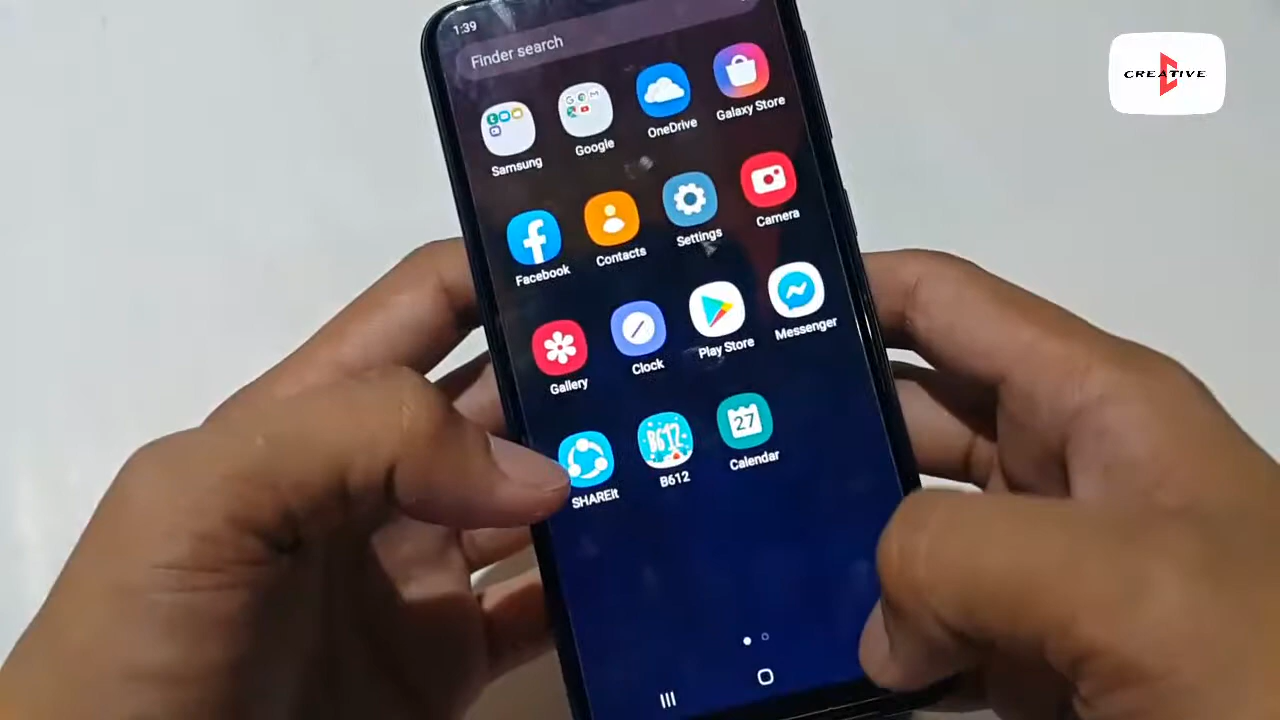 1:39
Finder search
CREATIVE
Samsung
Google
OneDrive
Galaxy Store
Facebook
Contacts
Settings
Camera
Gallery
Clock
Play Store
Messenger
B612
27
SHAREit
B612
Calendar